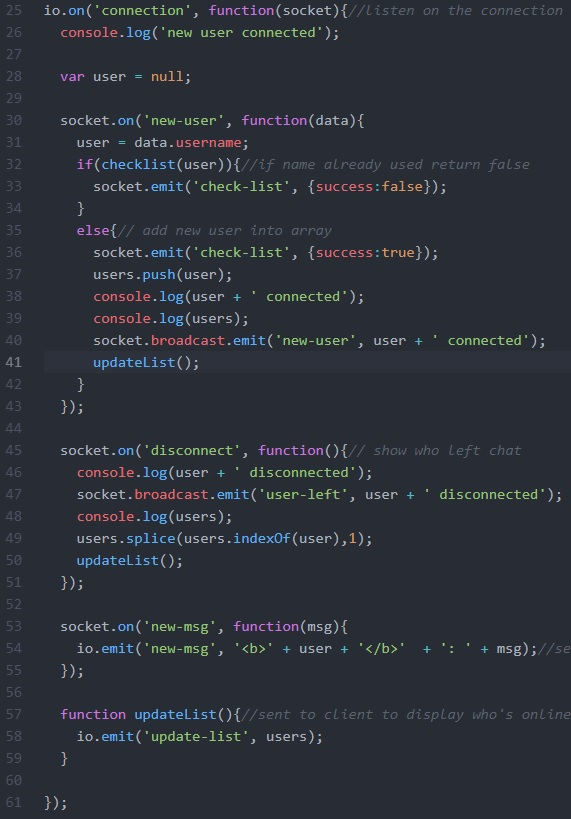 25 io.on('connection', function(socket){//listen on the connection
26   console.log('new user connected');
27
28   var user = null;
29
30   socket.on('new-user', function(data){
31     user = data.username;
32     if(checklist(user)){//if name already used return false
33       socket.emit('check-list', {success:false});
34     }
35     else{// add new user into array
36       socket.emit('check-list', {success:true});
37       users.push(user);
38       console.log(user + ' connected');
39       console.log(users);
40       socket.broadcast.emit('new-user', user + ' connected');
41       updateList();
42     }
43   });
44
45   socket.on('disconnect', function(){// show who left chat
46     console.log(user + ' disconnected');
47     socket.broadcast.emit('user-left', user + ' disconnected');
48     console.log(users);
49     users.splice(users.indexOf(user),1);
50     updateList();
51   });
52
53   socket.on('new-msg', function(msg){
54     io.emit('new-msg', '<b>' + user + '</b>'  + ': ' + msg);//se
55   });
56
57   function updateList(){//sent to client to display who's online
58     io.emit('update-list', users);
59   }
60
61 });